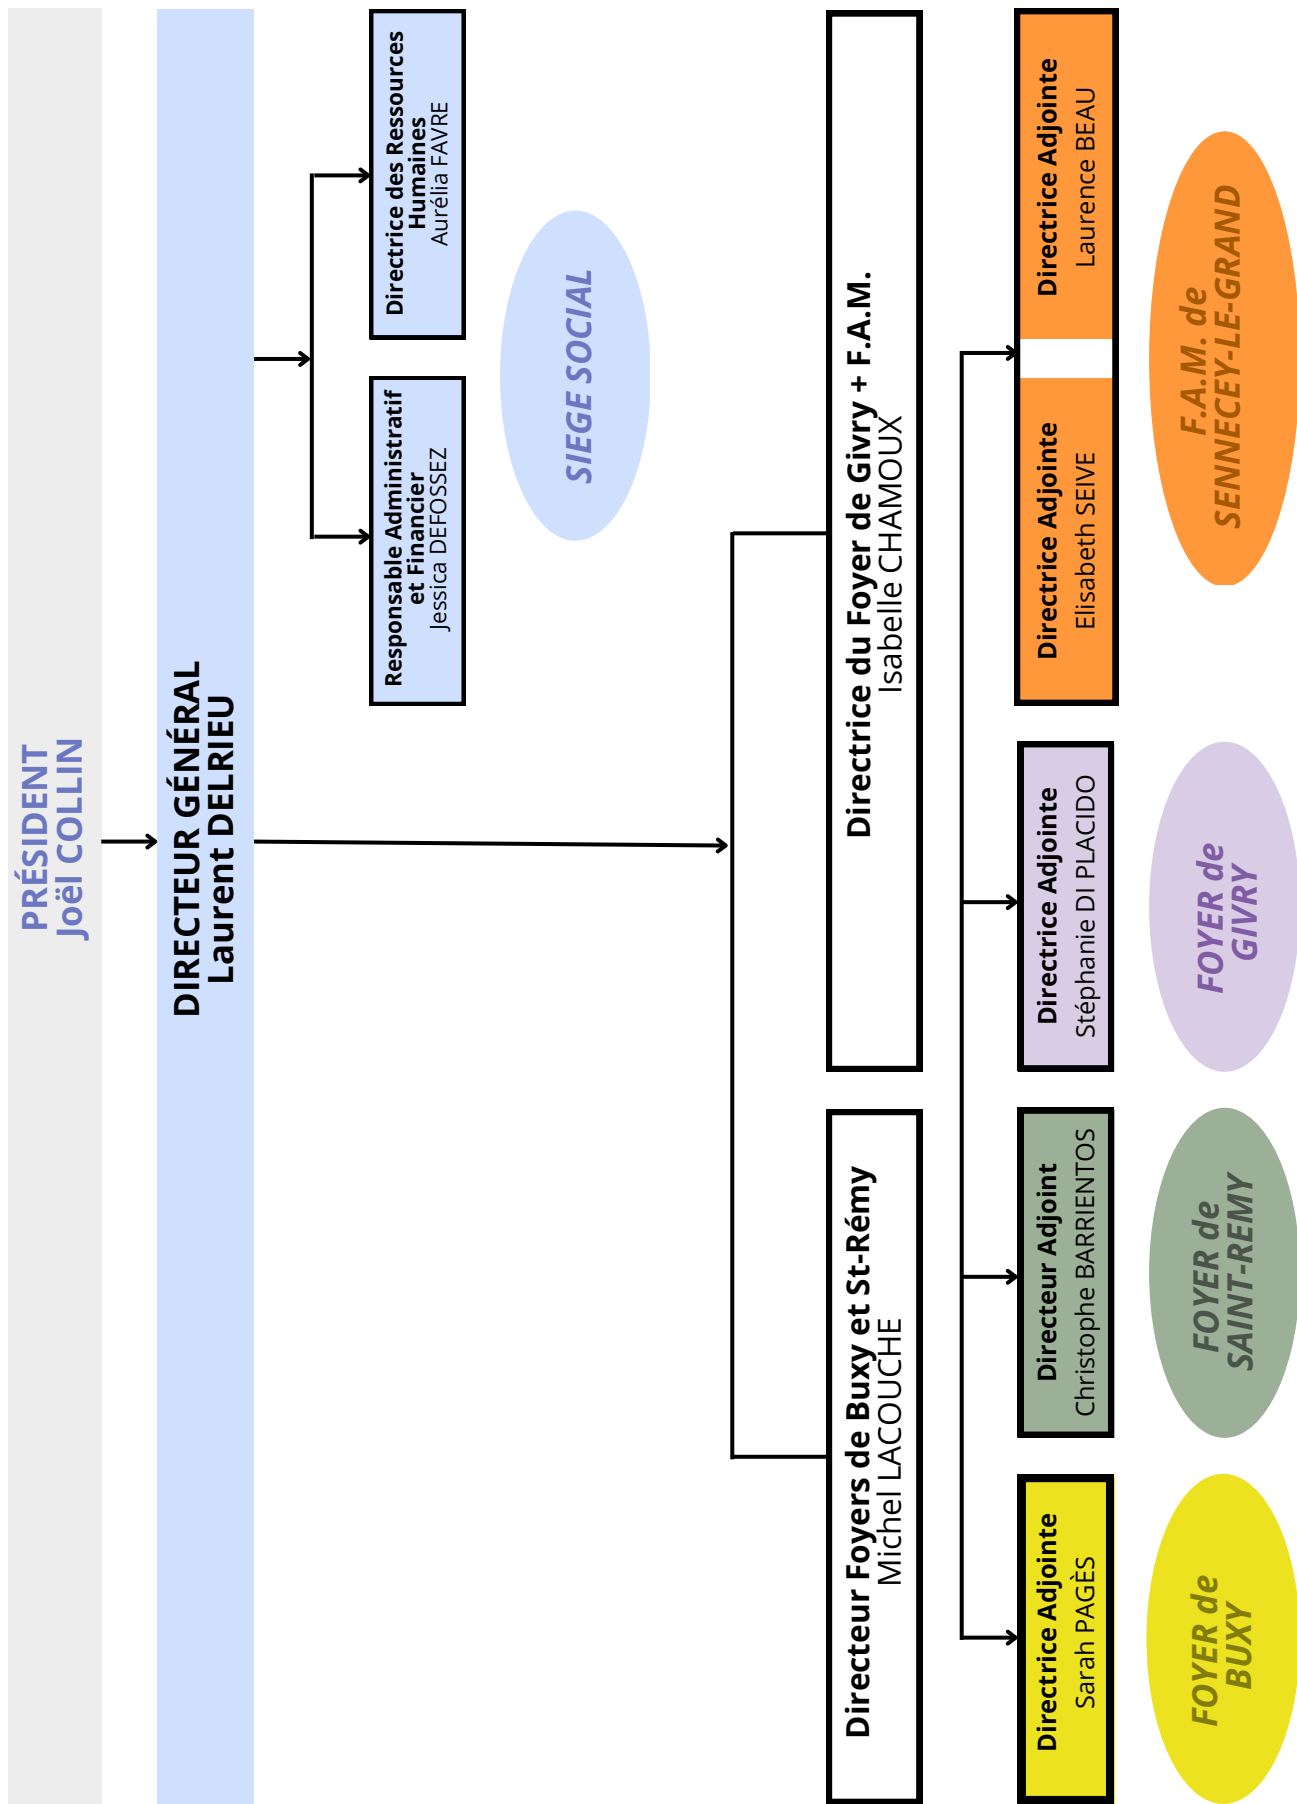 PRÉSIDENT
Joël COLLIN
DIRECTEUR GÉNÉRAL
Laurent DELRIEU
Responsable Administratif
et Financier
Jessica DEFOSSEZ
Directrice des Ressources
Humaines
Aurélia FAVRE
SIEGE SOCIAL
Directeur Foyers de Buxy et St-Rémy
Michel LACOUCHE
Directrice du Foyer de Givry + F.A.M.
Isabelle CHAMOUX
Directrice Adjointe
Sarah PAGÈS
Directeur Adjoint
Christophe BARRIENTOS
Directrice Adjointe
Stéphanie DI PLACIDO
Directrice Adjointe
Elisabeth SEIVE
Directrice Adjointe
Laurence BEAU
FOYER de
BUXY
FOYER de
SAINT-REMY
FOYER de
GIVRY
F.A.M. de
SENNECEY-LE-GRAND